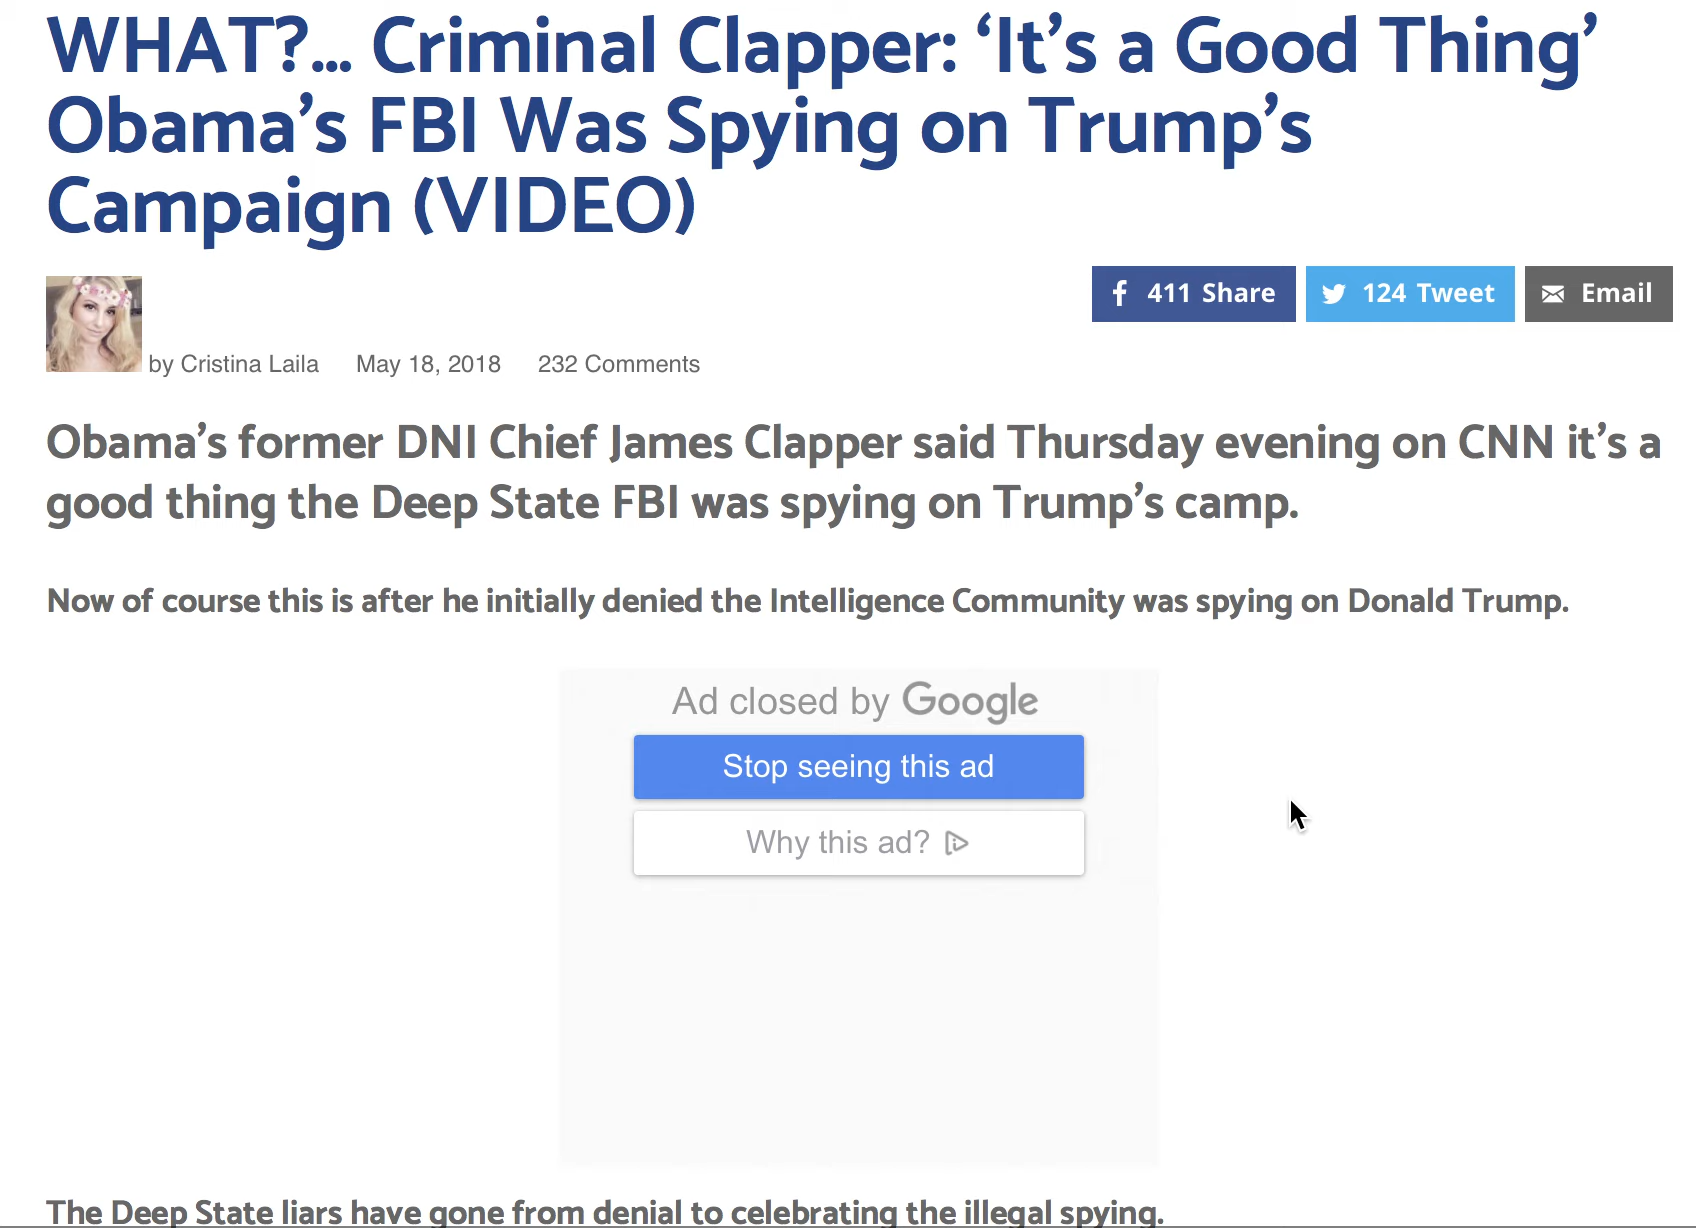 WHAT?... Criminal Clapper: ‘It’s a Good Thing’
Obama’s FBI Was Spying on Trump’s
Campaign (VIDEO)
411 Share
124 Tweet
Email
by Cristina Laila May 18, 2018 232 Comments
Obama’s former DNI Chief James Clapper said Thursday evening on CNN it’s a
good thing the Deep State FBI was spying on Trump’s camp.
Now of course this is after he initially denied the Intelligence Community was spying on Donald Trump.
Ad closed by Google
Stop seeing this ad
Why this ad?
The Deep State liars have gone from denial to celebrating the illegal spying.